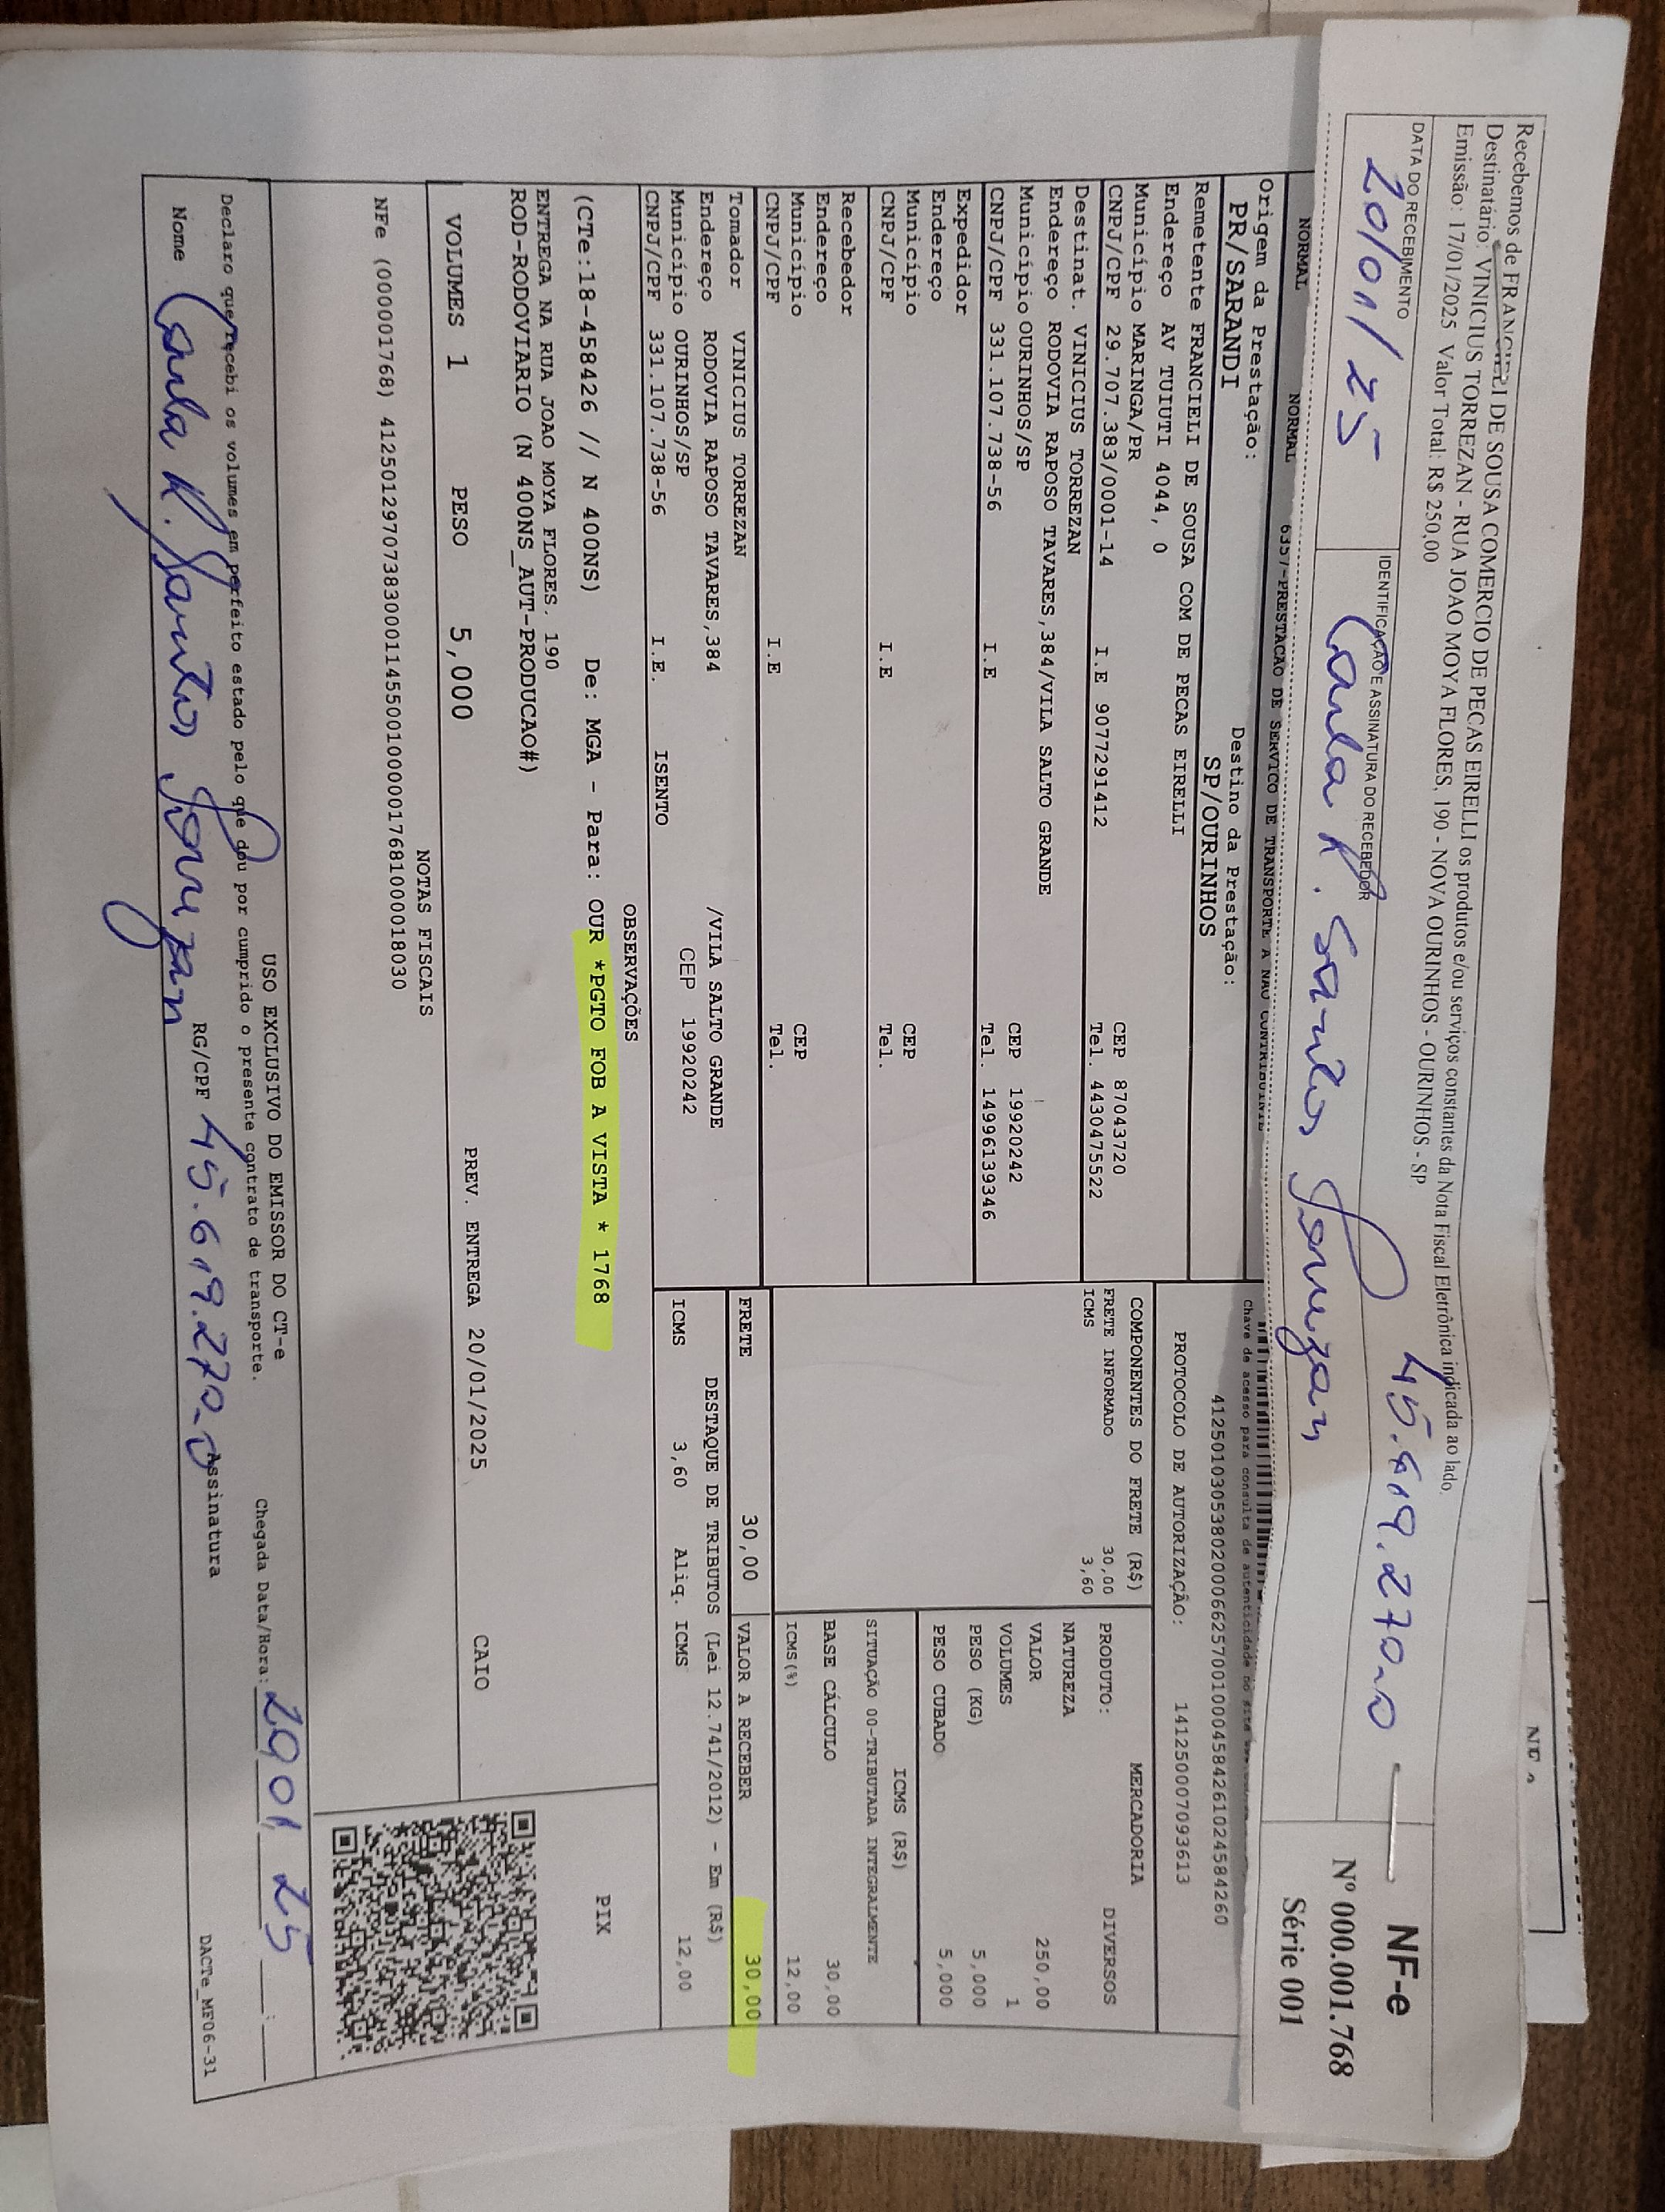 Recebemos de FRANCIELI DE SOUSA COMERCIO DE PECAS EIRELLI os produtos e/ou serviços constantes da Nota Fiscal Eletrônica indicada ao lado.
Destinatário: VINICIUS TORREZAN - RUA JOAO MOYA FLORES, 190 - NOVA OURINHOS - OURINHOS - SP
Emissão: 17/01/2025 Valor Total: R$ 250,00
DATA DO RECEBIMENTO
20/01/25
IDENTIFICAÇÃO E ASSINATURA DO RECEBEDOR
Carla R. Santos Torrezan 45.619.270-0
NF-e
Nº 000.001.768
Série 001
NORMAL NORMAL 6357-PRESTACAO DE SERVICO DE TRANSPORTE A NAO CONTRIBUINTE
Origem da Prestação: Destino da Prestação:
PR/SARANDI SP/OURINHOS
Remetente FRANCIELI DE SOUSA COM DE PECAS EIRELLI
Endereço AV TUIUTI 4044, 0
Município MARINGA/PR CEP 87043720
CNPJ/CPF 29.707.383/0001-14 I.E 9077291412 Tel. 4430475522
Destinat. VINICIUS TORREZAN
Endereço RODOVIA RAPOSO TAVARES,384/VILA SALTO GRANDE
Município OURINHOS/SP CEP 19920242
CNPJ/CPF 331.107.738-56 I.E Tel. 14996139346
Expedidor
Endereço
Município CEP
CNPJ/CPF I.E Tel.
Recebedor
Endereço
Município CEP
CNPJ/CPF I.E Tel.
Tomador VINICIUS TORREZAN
Endereço RODOVIA RAPOSO TAVARES,384 /VILA SALTO GRANDE
Município OURINHOS/SP CEP 19920242
CNPJ/CPF 331.107.738-56 I.E. ISENTO
Chave de acesso para consulta de autenticidade no site
41250103053802000662570010004584261024584260
PROTOCOLO DE AUTORIZAÇÃO: 141250007093613
COMPONENTES DO FRETE (R$)
FRETE INFORMADO 30,00
ICMS 3,60
MERCADORIA
PRODUTO: DIVERSOS
NATUREZA
VALOR 250,00
VOLUMES 1
PESO (KG) 5,000
PESO CUBADO 5,000
ICMS (R$)
SITUAÇÃO 00-TRIBUTADA INTEGRALMENTE
BASE CÁLCULO 30,00
ICMS(%) 12,00
FRETE 30,00 VALOR A RECEBER 30,00
DESTAQUE DE TRIBUTOS (Lei 12.741/2012) - Em (R$)
ICMS 3,60 Aliq. ICMS 12,00
OBSERVAÇÕES
(CTe:18-458426 // N 400NS) De: MGA - Para: OUR *PGTO FOB A VISTA * 1768
ENTREGA NA RUA JOAO MOYA FLORES, 190
ROD-RODOVIARIO (N 400NS_AUT-PRODUCAO#)
PIX
VOLUMES 1 PESO 5,000 PREV. ENTREGA 20/01/2025 CAIO
NOTAS FISCAIS
NFe (000001768) 41250129707383000114550010000017681000018030
USO EXCLUSIVO DO EMISSOR DO CT-e
Declaro que recebi os volumes em perfeito estado pelo que dou por cumprido o presente contrato de transporte. Chegada Data/Hora:
Nome Carla R. Santos Torrezan RG/CPF 45.619.270-0 Assinatura
DACTe_MF06-31